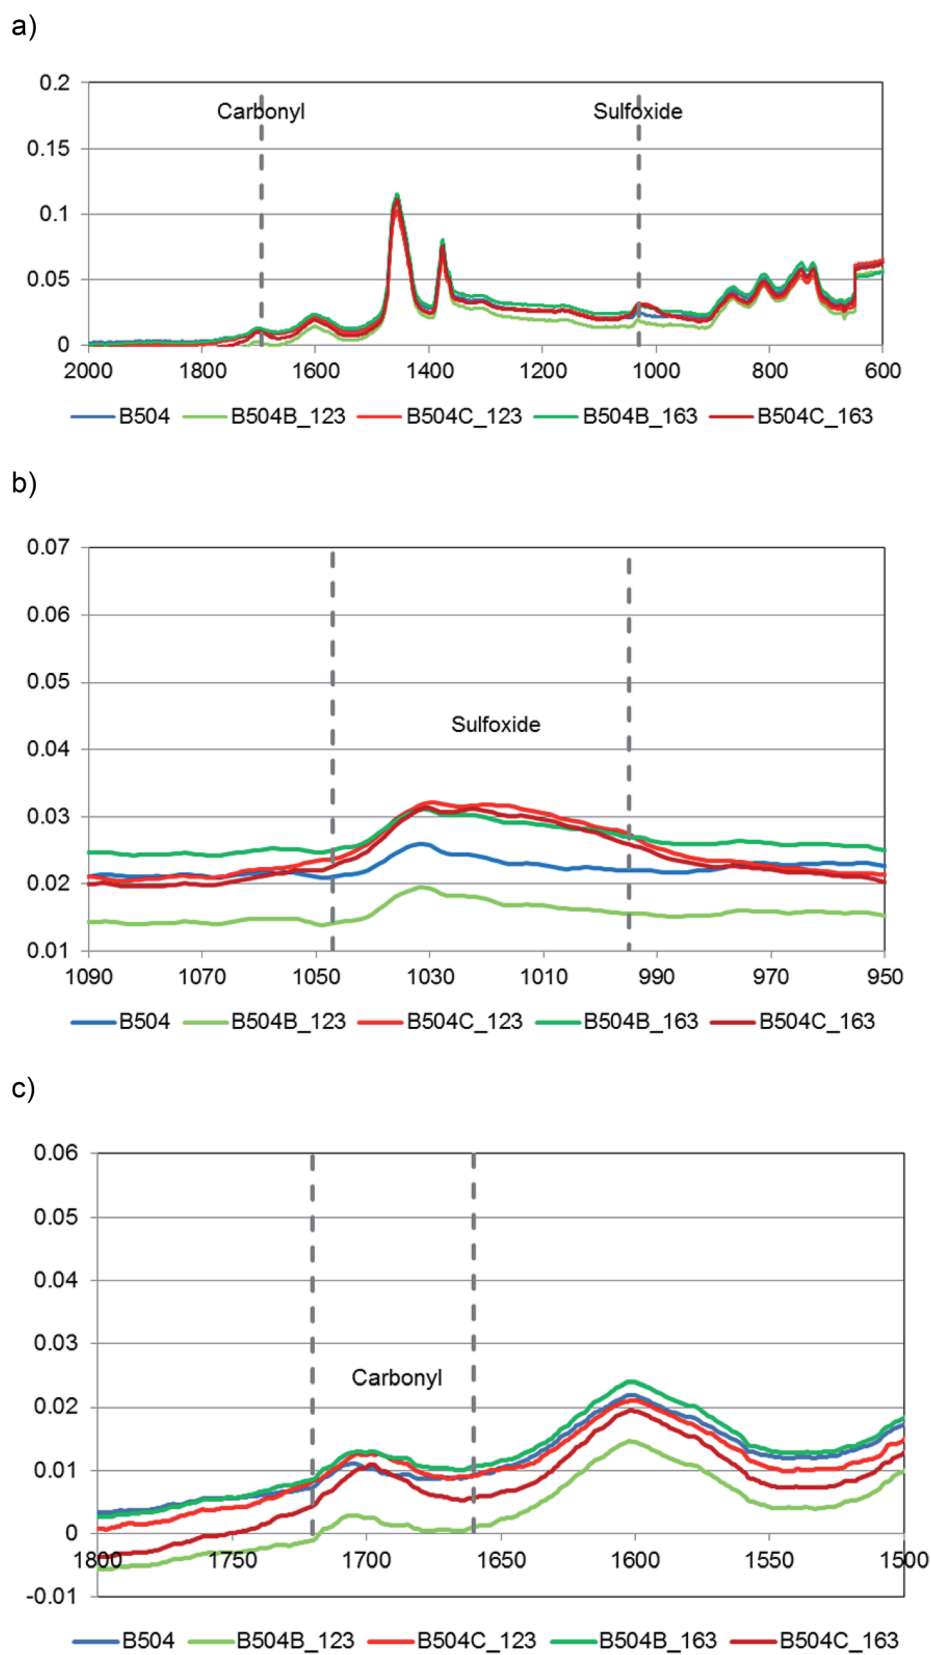 a)
0.2
Carbonyl Sulfoxide
0.15
0.1
0.05
0
2000 1800 1600 1400 1200 1000 800 600
B504 B504B_123 B504C_123 B504B_163 B504C_163
b)
0.07
0.06
0.05
Sulfoxide
0.04
0.03
0.02
0.01
1090 1070 1050 1030 1010 990 970 950
B504 B504B_123 B504C_123 B504B_163 B504C_163
c)
0.06
0.05
0.04
0.03
Carbonyl
0.02
0.01
0
1800 1750 1700 1650 1600 1550 1500
-0.01
B504 B504B_123 B504C_123 B504B_163 B504C_163